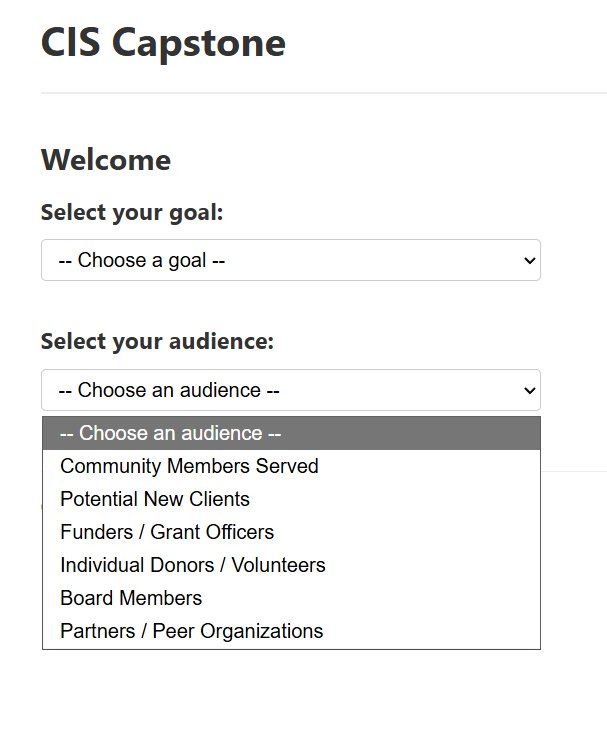 CIS Capstone
Welcome
Select your goal:
-- Choose a goal --
Select your audience:
-- Choose an audience --
-- Choose an audience --
Community Members Served
Potential New Clients
Funders / Grant Officers
Individual Donors / Volunteers
Board Members
Partners / Peer Organizations